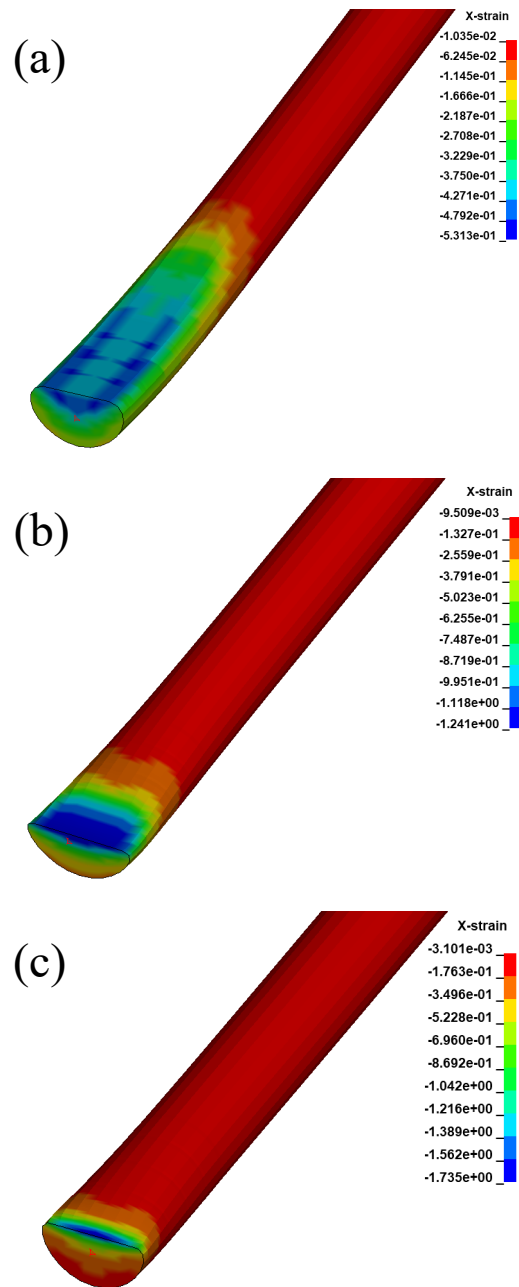 (a)
X-strain
-1.035e-02
-6.245e-02
-1.145e-01
-1.666e-01
-2.187e-01
-2.708e-01
-3.229e-01
-3.750e-01
-4.271e-01
-4.792e-01
-5.313e-01
(b)
X-strain
-9.509e-03
-1.327e-01
-2.559e-01
-3.791e-01
-5.023e-01
-6.255e-01
-7.487e-01
-8.719e-01
-9.951e-01
-1.118e+00
-1.241e+00
(c)
X-strain
-3.101e-03
-1.763e-01
-3.496e-01
-5.228e-01
-6.960e-01
-8.692e-01
-1.042e+00
-1.216e+00
-1.389e+00
-1.562e+00
-1.735e+00